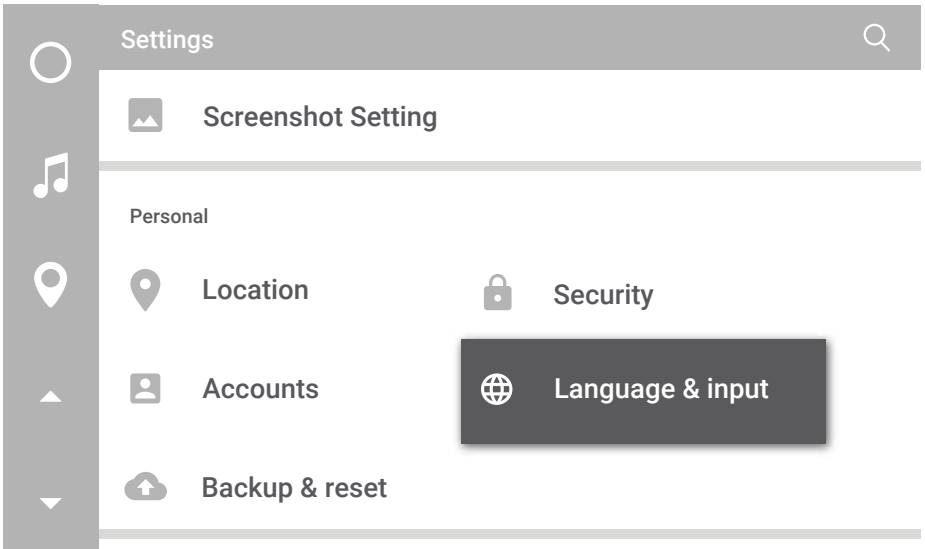 Settings
Screenshot Setting
Personal
Location
Security
Accounts
Language & input
Backup & reset